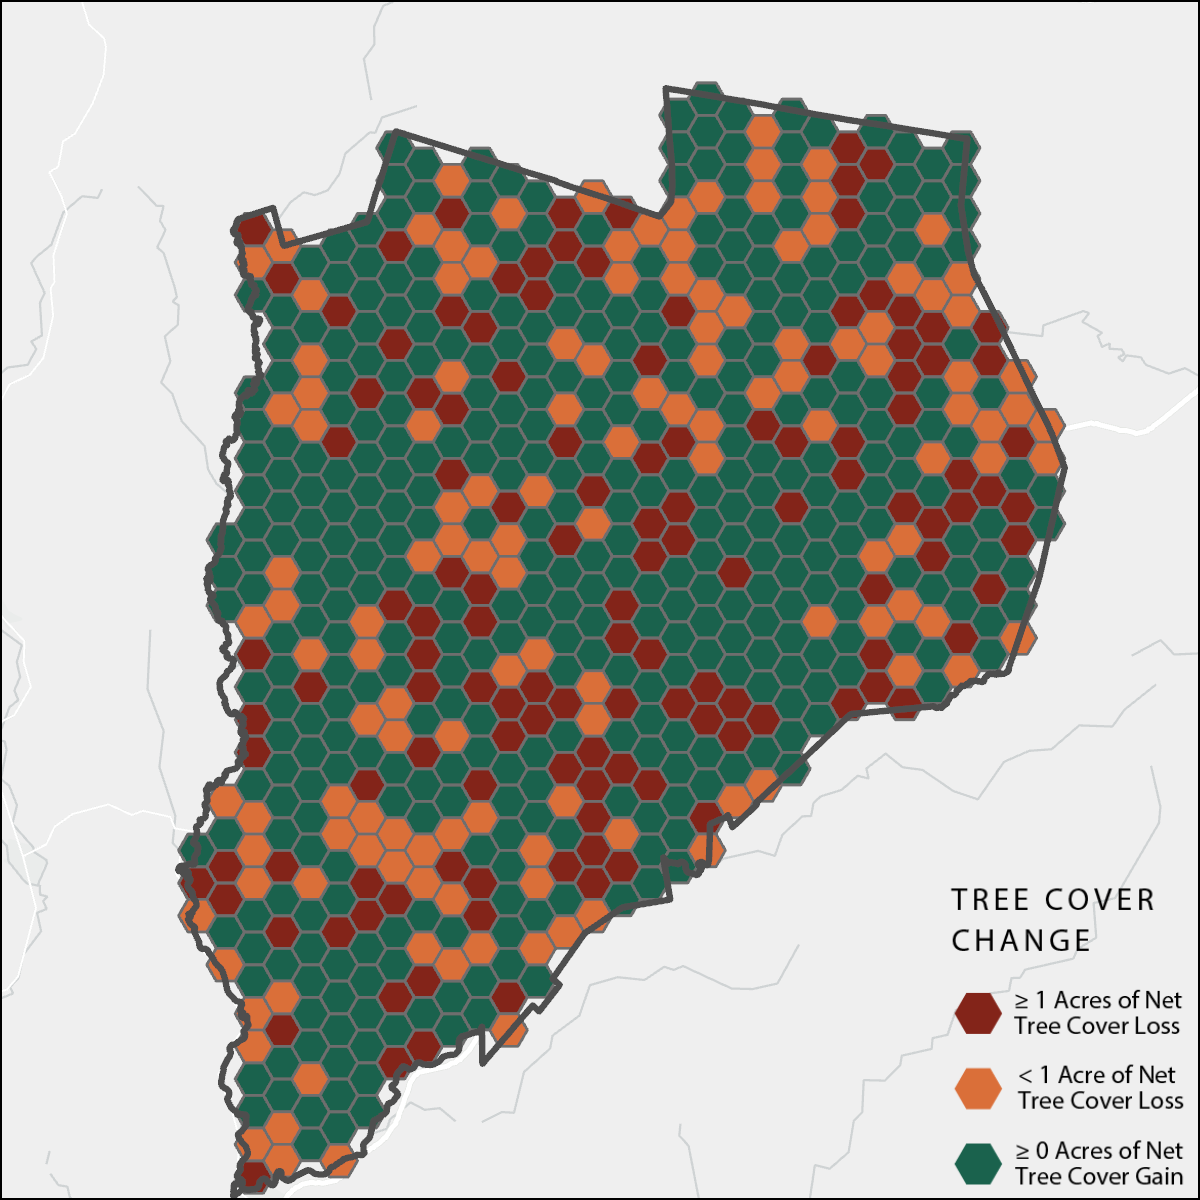 TREE COVER
CHANGE
≥ 1 Acres of Net
Tree Cover Loss
< 1 Acre of Net
Tree Cover Loss
≥ 0 Acres of Net
Tree Cover Gain